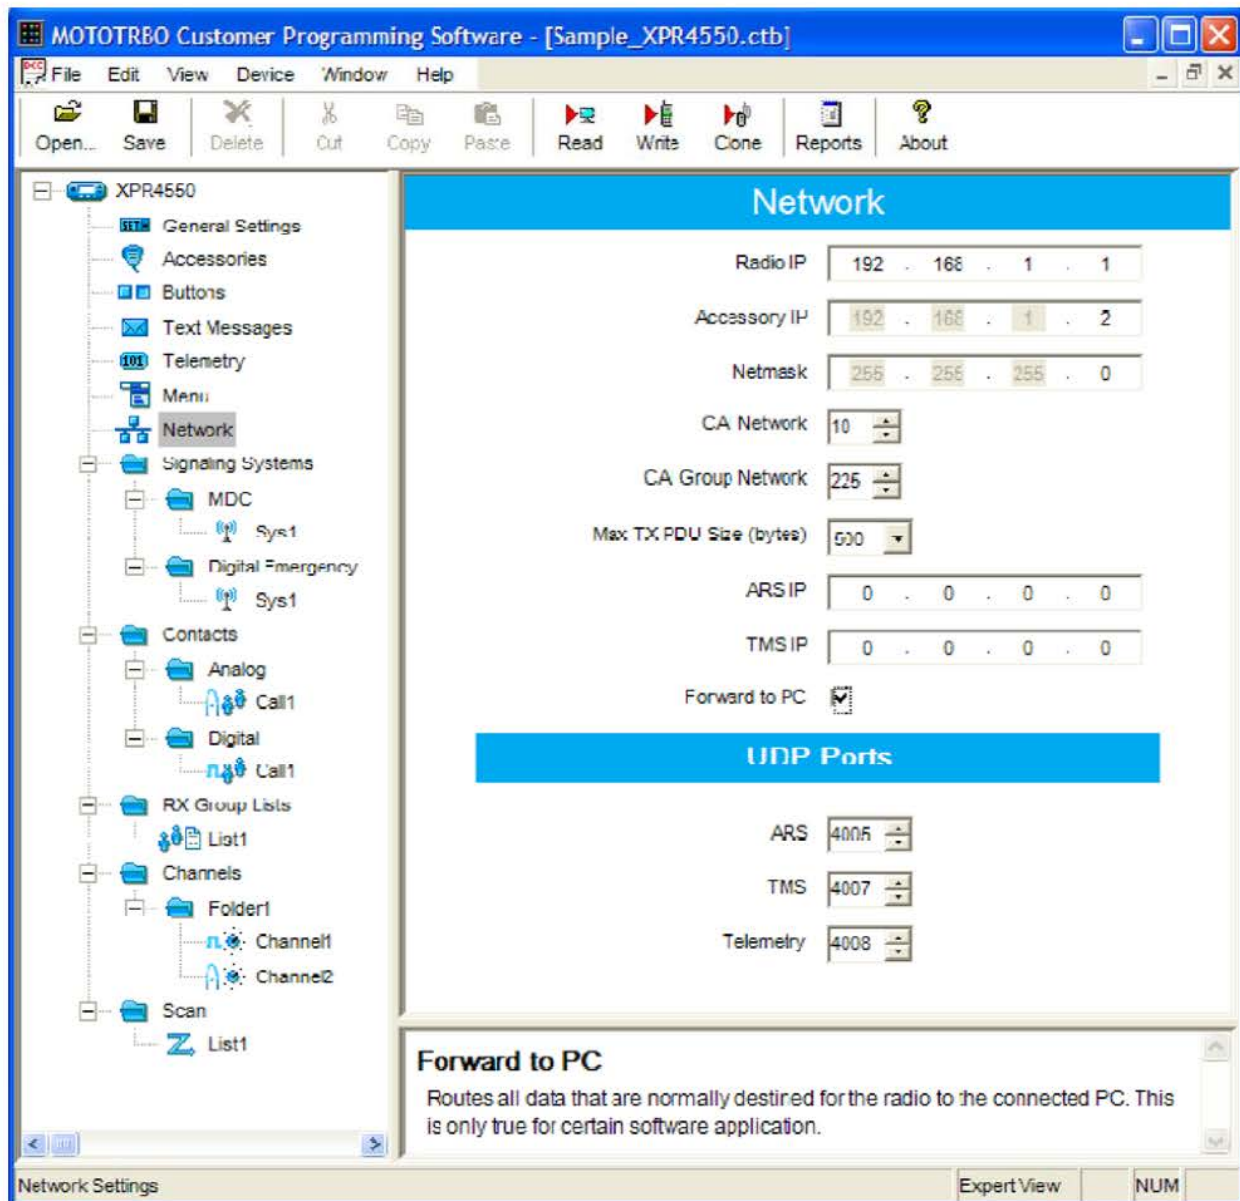 MOTOTRBO Customer Programming Software - [Sample_XPR4550.ctb]
File Edit View Device Window Help
Open... Save Delete Cut Copy Paste Read Write Clone Reports About
XPR4550
General Settings
Accessories
Buttons
Text Messages
Telemetry
Menu
Network
Signaling Systems
MDC
Sys1
Digital Emergency
Sys1
Contacts
Analog
Call1
Digital
Call1
RX Group Lists
List1
Channels
Folder1
Channel1
Channel2
Scan
List1
Network
Radio IP 192 . 168 . 1 . 1
Accessory IP 192 . 168 . 1 . 2
Netmask 255 . 255 . 255 . 0
CA Network 10
CA Group Network 225
Max TX PDU Size (bytes) 500
ARS IP 0 . 0 . 0 . 0
TMS IP 0 . 0 . 0 . 0
Forward to PC
UDP Ports
ARS 4005
TMS 4007
Telemetry 4008
Forward to PC
Routes all data that are normally destined for the radio to the connected PC. This
is only true for certain software application.
Network Settings Expert View NUM